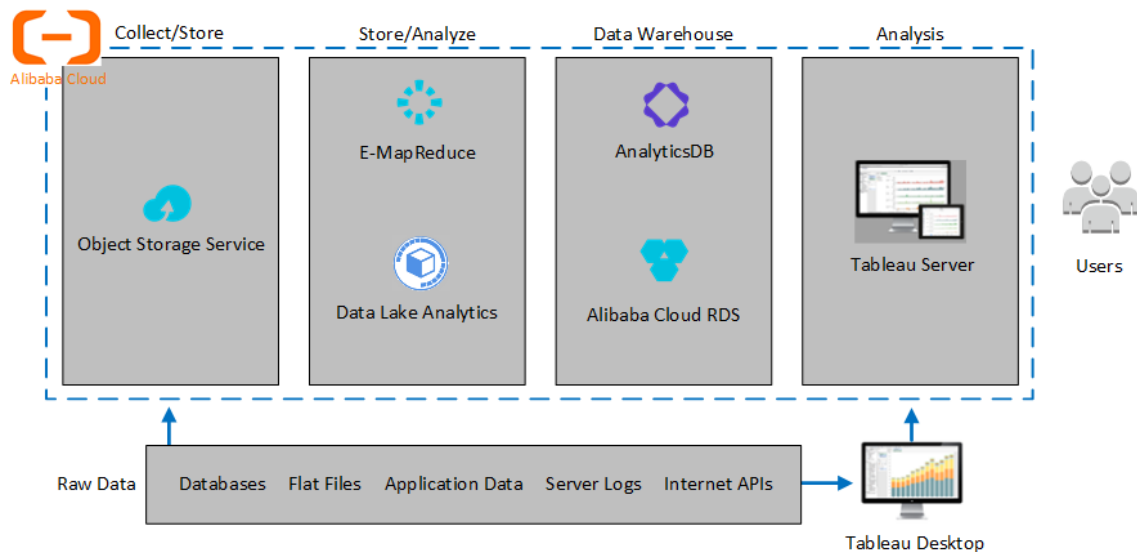 Collect/Store
Store/Analyze
Data Warehouse
Analysis
Alibaba Cloud
E-MapReduce
AnalyticsDB
Object Storage Service
Tableau Server
Users
Data Lake Analytics
Alibaba Cloud RDS
Raw Data
Databases
Flat Files
Application Data
Server Logs
Internet APIs
Tableau Desktop